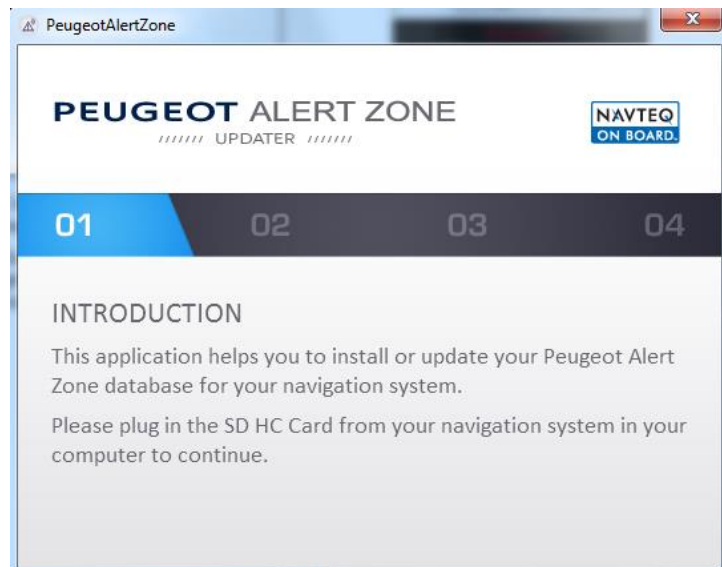 PeugeotAlertZone
PEUGEOT ALERT ZONE
/////// UPDATER ///////
NAVTEQ
ON BOARD.
01 02 03 04
INTRODUCTION
This application helps you to install or update your Peugeot Alert
Zone database for your navigation system.
Please plug in the SD HC Card from your navigation system in your
computer to continue.